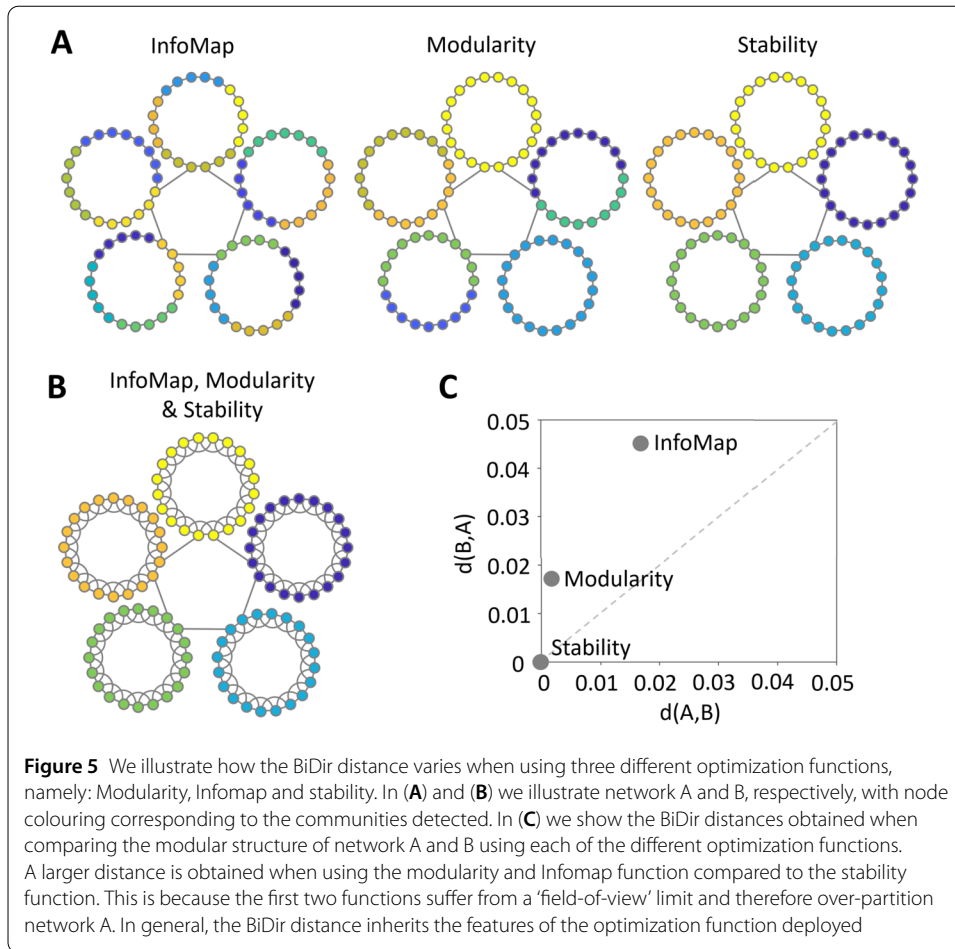 A
InfoMap
Modularity
Stability
B
InfoMap, Modularity
& Stability
C
0.05
0.04
0.03
0.02
0.01
0
d(B,A)
InfoMap
Modularity
Stability
0
0.01
0.02
0.03
0.04
0.05
d(A,B)
Figure 5 We illustrate how the BiDir distance varies when using three different optimization functions,
namely: Modularity, Infomap and stability. In (A) and (B) we illustrate network A and B, respectively, with node
colouring corresponding to the communities detected. In (C) we show the BiDir distances obtained when
comparing the modular structure of network A and B using each of the different optimization functions.
A larger distance is obtained when using the modularity and Infomap function compared to the stability
function. This is because the first two functions suffer from a ‘field-of-view’ limit and therefore over-partition
network A. In general, the BiDir distance inherits the features of the optimization function deployed